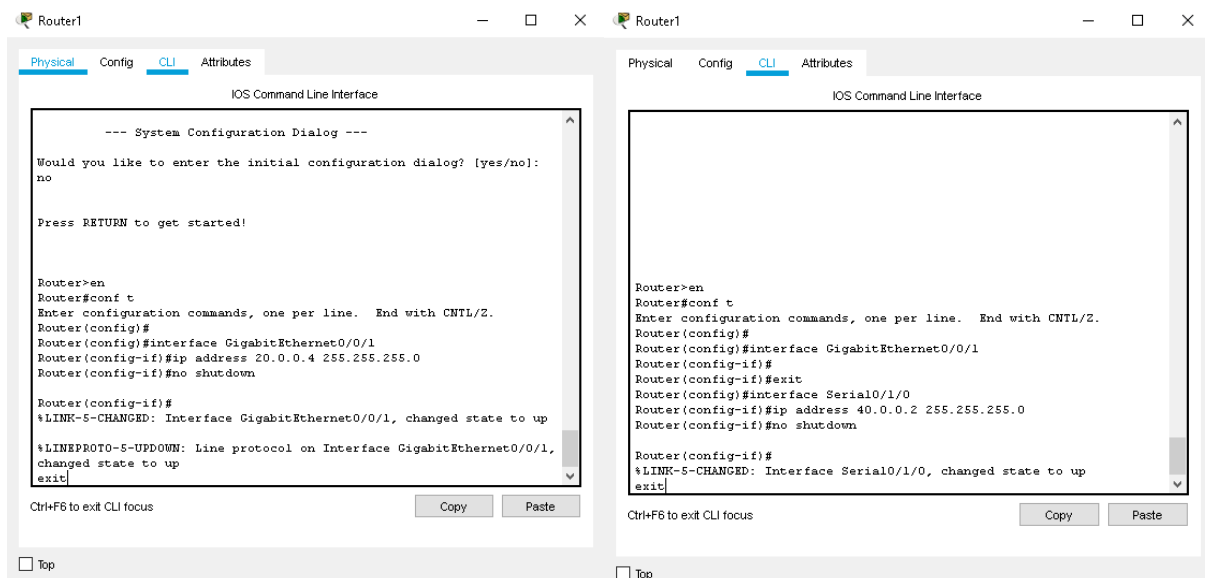 Router1
Physical Config CLI Attributes
IOS Command Line Interface
--- System Configuration Dialog ---
Would you like to enter the initial configuration dialog? [yes/no]:
no
Press RETURN to get started!
Router>en
Router#conf t
Enter configuration commands, one per line. End with CNTL/Z.
Router(config)#
Router(config)#interface GigabitEthernet0/0/1
Router(config-if)#ip address 20.0.0.4 255.255.255.0
Router(config-if)#no shutdown
Router(config-if)#
%LINK-5-CHANGED: Interface GigabitEthernet0/0/1, changed state to up
%LINEPROTO-5-UPDOWN: Line protocol on Interface GigabitEthernet0/0/1,
changed state to up
exit
Ctrl+F6 to exit CLI focus
Copy Paste
Top
Router1
Physical Config CLI Attributes
IOS Command Line Interface
Router>en
Router#conf t
Enter configuration commands, one per line. End with CNTL/Z.
Router(config)#
Router(config)#interface GigabitEthernet0/0/1
Router(config-if)#
Router(config-if)#exit
Router(config)#interface Serial0/1/0
Router(config-if)#ip address 40.0.0.2 255.255.255.0
Router(config-if)#no shutdown
Router(config-if)#
%LINK-5-CHANGED: Interface Serial0/1/0, changed state to up
exit
Ctrl+F6 to exit CLI focus
Copy Paste
Top